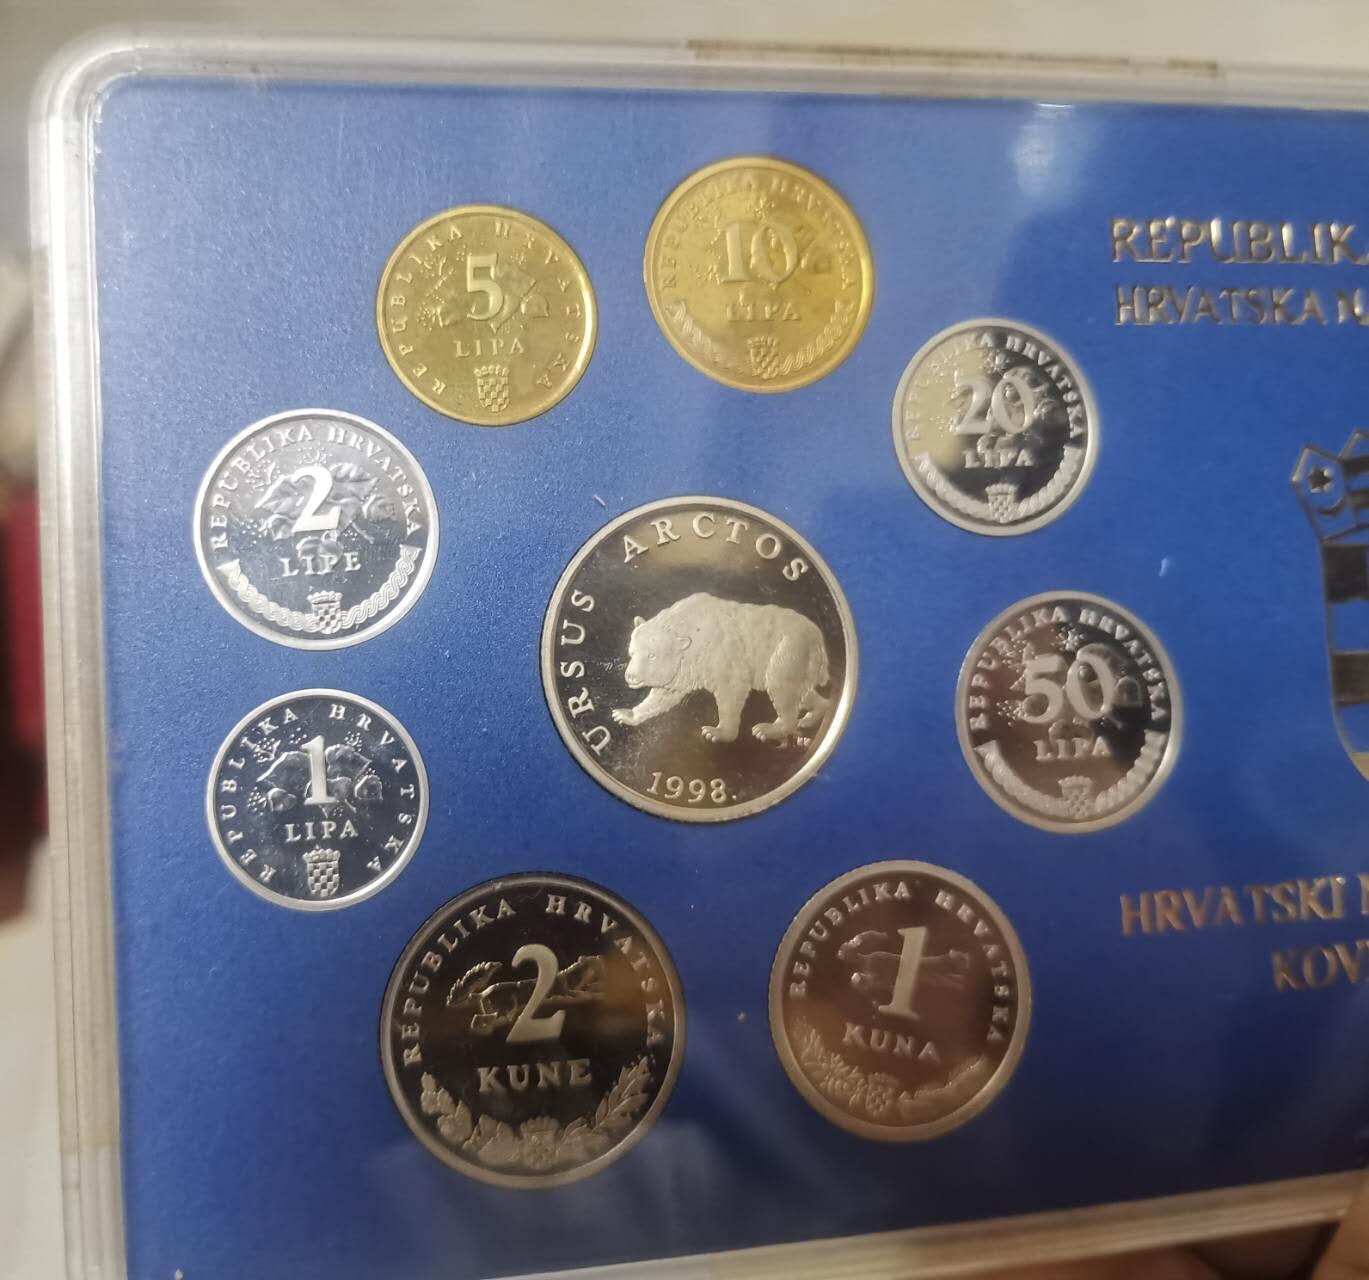 REPUBLIKA HRVATSKA
5
LIPA
REPUBLIKA HRVATSKA
10
LIPA
REPUBLIKA HRVATSKA
20
LIPA
REPUBLIKA
HRVATSKA
REPUBLIKA HRVATSKA
2
LIPE
URSUS ARCTOS
1998.
REPUBLIKA HRVATSKA
50
LIPA
REPUBLIKA HRVATSKA
1
LIPA
REPUBLIKA HRVATSKA
2
KUNE
REPUBLIKA HRVATSKA
1
KUNA
HRVATSKI